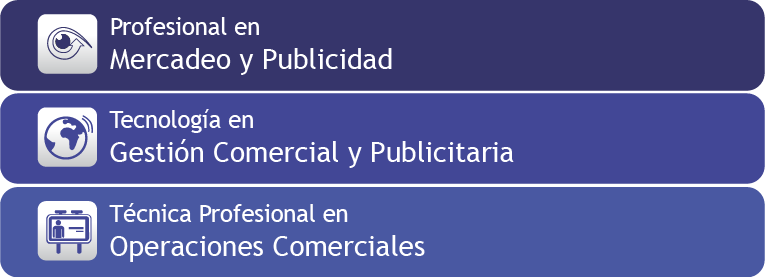 Profesional en
Mercadeo y Publicidad
Tecnología en
Gestión Comercial y Publicitaria
Técnica Profesional en
Operaciones Comerciales